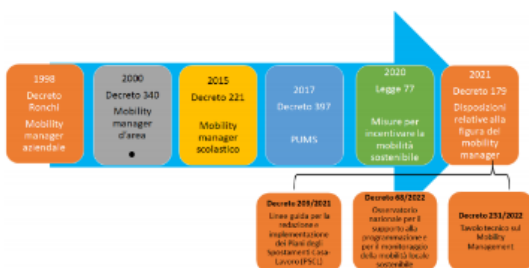 1998
Decreto
Ronchi
Mobility
manager
aziendale
2000
Decreto 340
Mobility
manager
d'area
2015
Decreto 221
Mobility
manager
scolastico
2017
Decreto 397
PUMS
2020
Legge 77
Misure per
incentivare la
mobilità
sostenibile
2021
Decreto 179
Disposizioni
relative alla
figura del
mobility
manager
Decreto 209/2021
Linee guida per la
redazione e
implementazione
dei Piani degli
Spostamenti-Casa-
Lavoro (PSCL)
Decreto 68/2022
Osservatorio
nazionale per il
supporto alla
programmazione e
per il monitoraggio
della mobilità locale
sostenibile
Decreto 231/2022
Tavolo tecnico sul
Mobility
Management